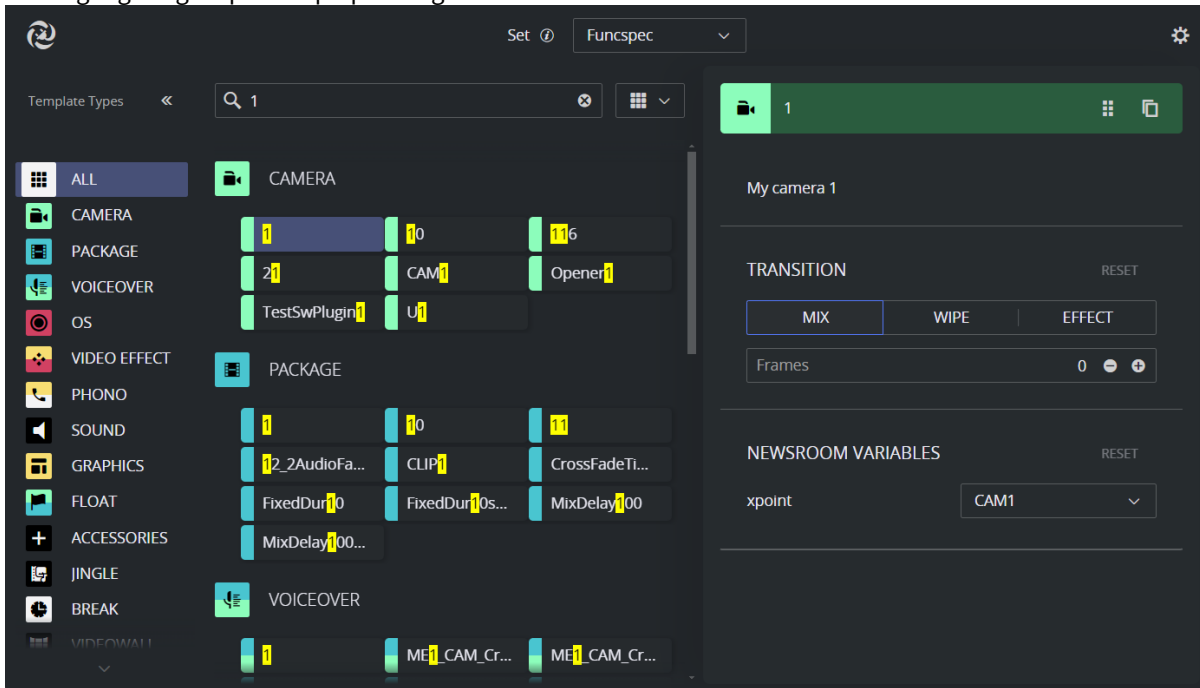 Set
Funcspec
Template Types
1
1
ALL
CAMERA
PACKAGE
VOICEOVER
OS
VIDEO EFFECT
PHONO
SOUND
GRAPHICS
FLOAT
ACCESSORIES
JINGLE
BREAK
VIDEOWALL
CAMERA
1 10 116
21 CAM1 Opener1
TestSwPlugin1 U1
PACKAGE
1 10 11
12_2AudioFa... CLIP1 CrossFadeTi...
FixedDur10 FixedDur10s... MixDelay100
MixDelay100...
VOICEOVER
1 ME1_CAM_Cr... ME1_CAM_Cr...
My camera 1
TRANSITION RESET
MIX WIPE EFFECT
Frames 0
NEWSROOM VARIABLES RESET
xpoint CAM1